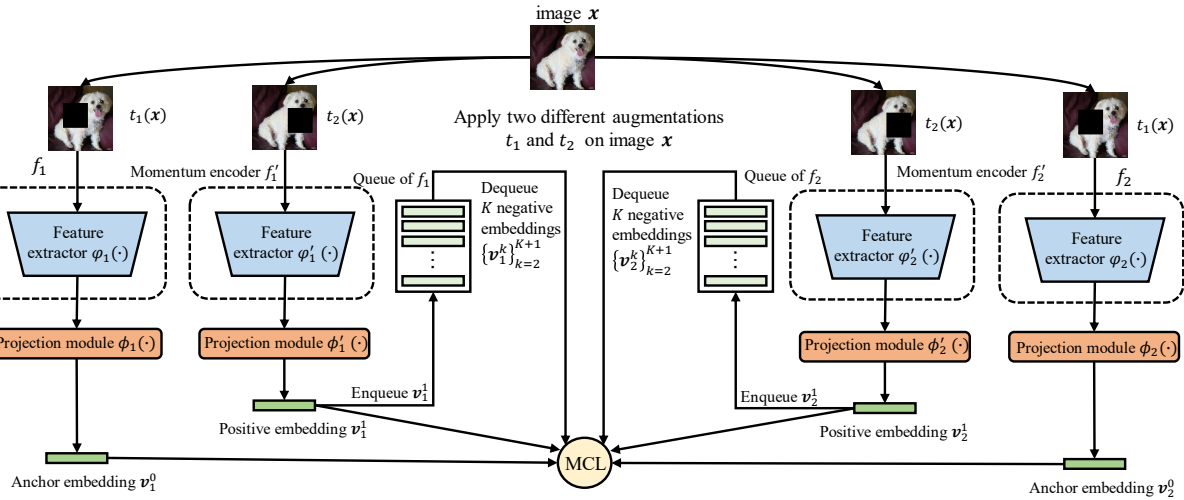 image x
t₁(x)
t₂(x)
Apply two different augmentations
t₁ and t₂ on image x
t₂(x)
t₁(x)
f₁
Momentum encoder f₁′
Queue of f₁
Dequeue
K negative
embeddings
{v₁ᵏ}ₖ₌₂ᴷ⁺¹
Dequeue
K negative
embeddings
{v₂ᵏ}ₖ₌₂ᴷ⁺¹
Queue of f₂
Momentum encoder f₂′
f₂
Feature
extractor φ₁(·)
Feature
extractor φ₁′(·)
⋮
⋮
Feature
extractor φ₂′(·)
Feature
extractor φ₂(·)
Projection module ϕ₁(·)
Projection module ϕ₁′(·)
Projection module ϕ₂′(·)
Projection module ϕ₂(·)
Enqueue v₁¹
Enqueue v₂¹
Positive embedding v₁¹
Positive embedding v₂¹
MCL
Anchor embedding v₁⁰
Anchor embedding v₂⁰